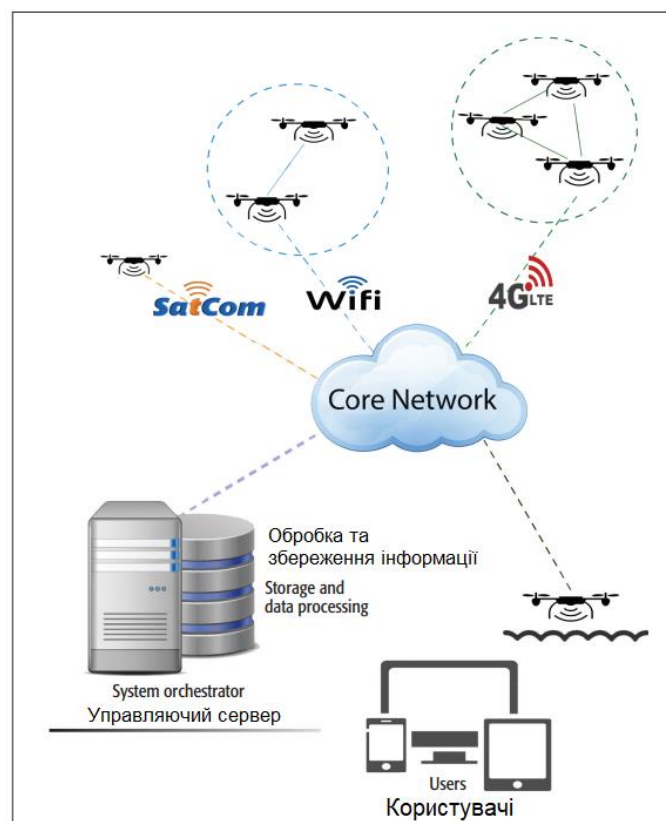 SatCom
Wifi
4G LTE
Core Network
Обробка та
збереження інформації
Storage and
data processing
System orchestrator
Управляючий сервер
Users
Користувачі